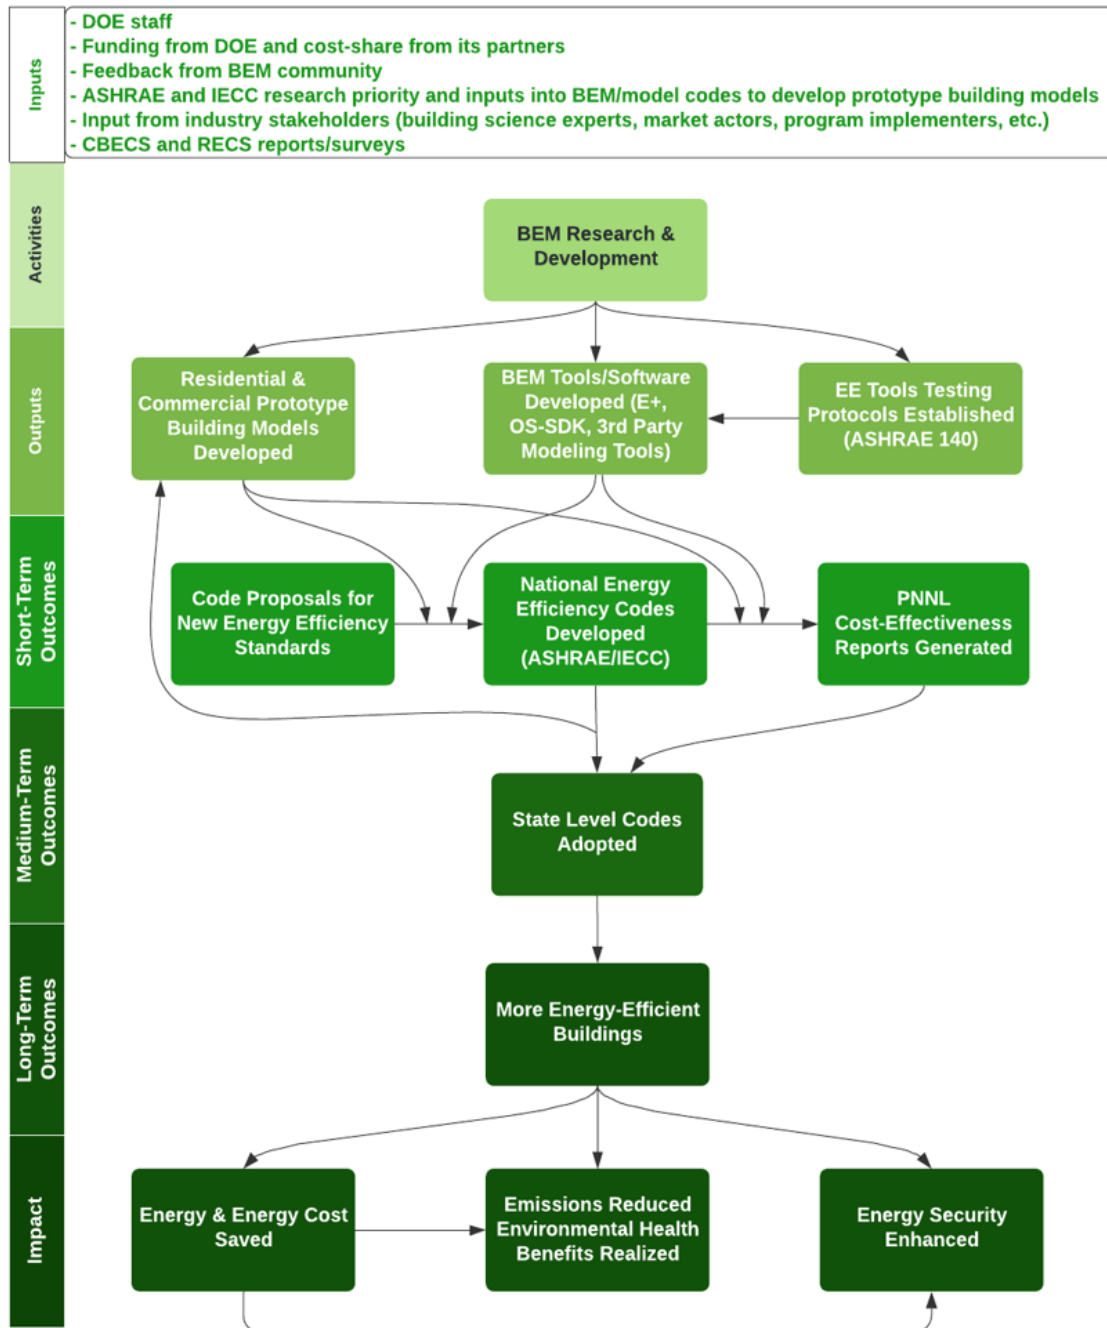 Inputs
- DOE staff
- Funding from DOE and cost-share from its partners
- Feedback from BEM community
- ASHRAE and IECC research priority and inputs into BEM/model codes to develop prototype building models
- Input from industry stakeholders (building science experts, market actors, program implementers, etc.)
- CBECS and RECS reports/surveys
Activities
BEM Research &
Development
Outputs
Residential &
Commercial Prototype
Building Models
Developed
BEM Tools/Software
Developed (E+,
OS-SDK, 3rd Party
Modeling Tools)
EE Tools Testing
Protocols Established
(ASHRAE 140)
Short-Term
Outcomes
Code Proposals for
New Energy Efficiency
Standards
National Energy
Efficiency Codes
Developed
(ASHRAE/IECC)
PNNL
Cost-Effectiveness
Reports Generated
Medium-Term
Outcomes
State Level Codes
Adopted
Long-Term
Outcomes
More Energy-Efficient
Buildings
Impact
Energy & Energy Cost
Saved
Emissions Reduced
Environmental Health
Benefits Realized
Energy Security
Enhanced